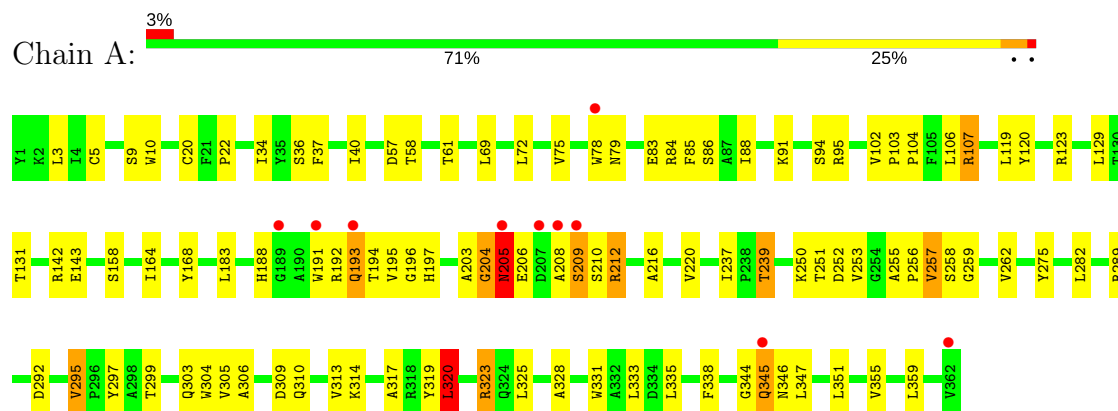 3%
Chain A:
71% 25% . .
Y1 K2 L3 I4 C5 S9 W10 C20 F21 P22 I34 Y35 S36 F37 I40 D57 T58 T61 L69 L72 V75 W78 N79 E83 R84 F85 S86 A87 I88 K91 S94 R95 V102 P103 P104 F105 L106 R107 L119 Y120 R123 L129 T130
T131 R142 E143 S158 I164 Y168 L183 H188 G189 A190 W191 R192 Q193 T194 V195 G196 H197 A203 G204 N205 E206 D207 A208 S209 S210 R212 A216 V220 I237 P238 T239 K250 T251 D252 V253 G254 A255 P256 V257 S258 G259 V262 Y275 L282
D292 V295 P296 Y297 A298 T299 Q303 W304 V305 A306 D309 Q310 V313 K314 A317 R318 Y319 L320 R323 Q324 L325 A328 W331 A332 L333 D334 L335 F338 G344 Q345 N346 L347 L351 V355 L359 V362